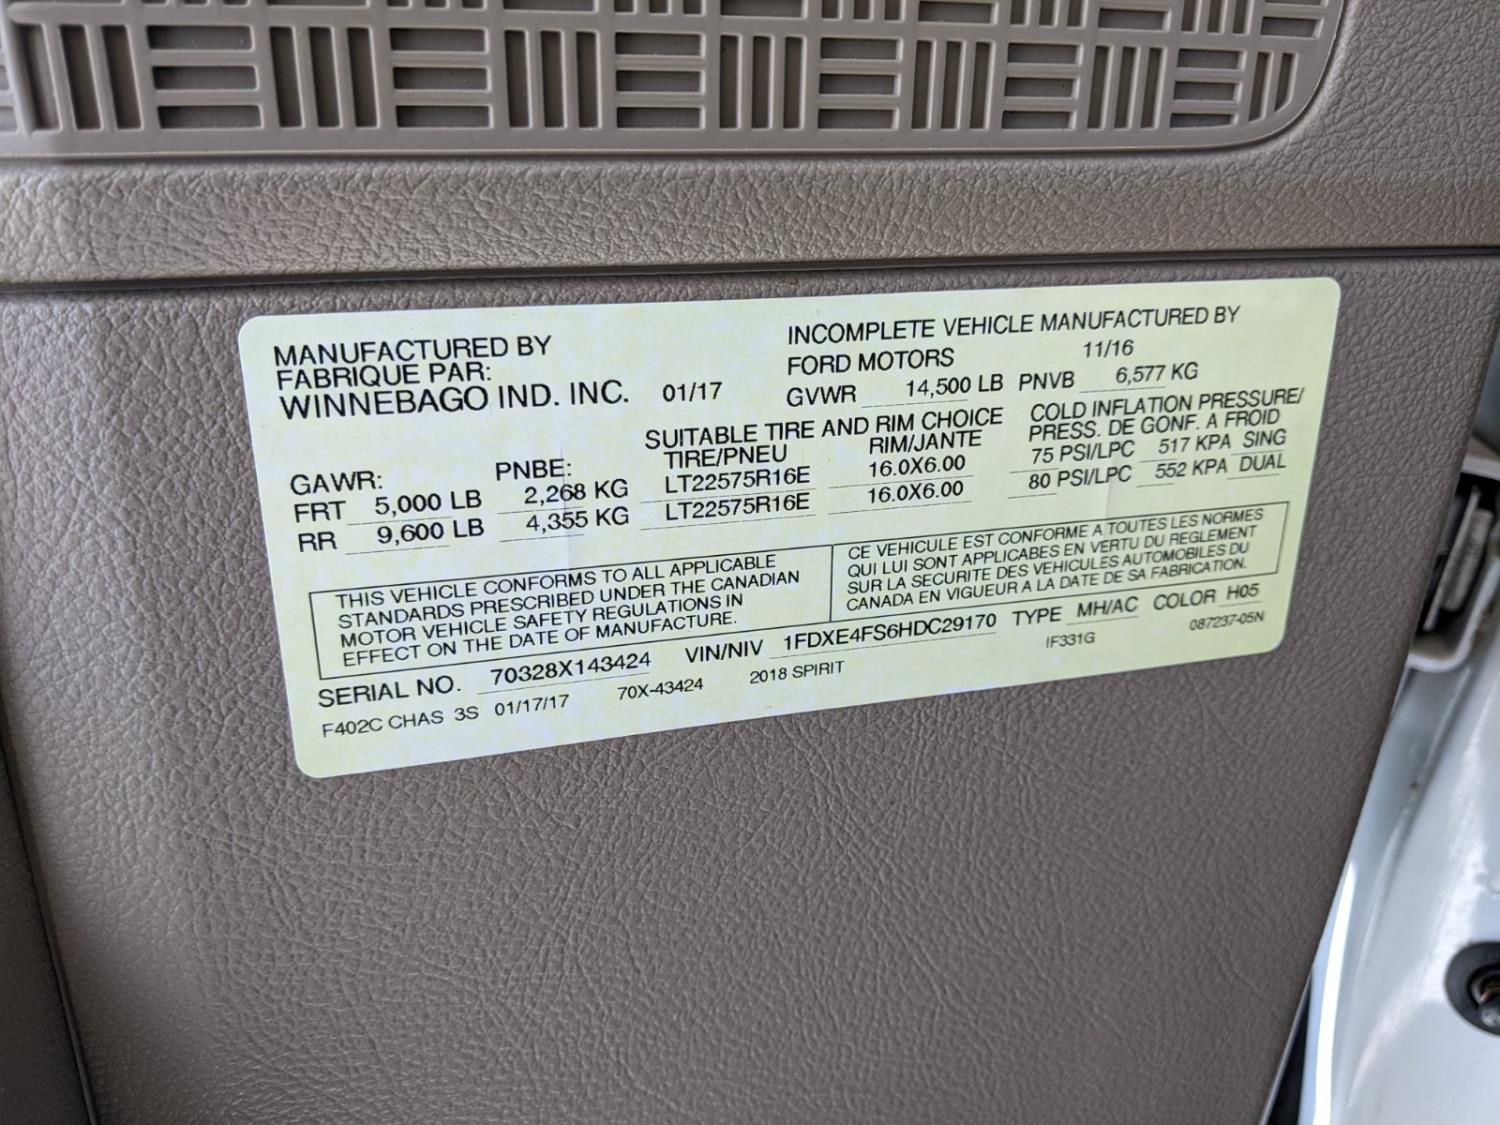 MANUFACTURED BY
FABRIQUE PAR:
WINNEBAGO IND. INC. 01/17
INCOMPLETE VEHICLE MANUFACTURED BY
FORD MOTORS 11/16
GVWR 14,500 LB PNVB 6,577 KG
SUITABLE TIRE AND RIM CHOICE
TIRE/PNEU RIM/JANTE
COLD INFLATION PRESSURE/
PRESS. DE GONF. A FROID
GAWR: PNBE:
FRT 5,000 LB 2,268 KG LT22575R16E 16.0X6.00 75 PSI/LPC 517 KPA SING
RR 9,600 LB 4,355 KG LT22575R16E 16.0X6.00 80 PSI/LPC 552 KPA DUAL
THIS VEHICLE CONFORMS TO ALL APPLICABLE
STANDARDS PRESCRIBED UNDER THE CANADIAN
MOTOR VEHICLE SAFETY REGULATIONS IN
EFFECT ON THE DATE OF MANUFACTURE.
CE VEHICULE EST CONFORME A TOUTES LES NORMES
QUI LUI SONT APPLICABES EN VERTU DU REGLEMENT
SUR LA SECURITE DES VEHICULES AUTOMOBILES DU
CANADA EN VIGUEUR A LA DATE DE SA FABRICATION.
SERIAL NO. 70328X143424 VIN/NIV 1FDXE4FS6HDC29170 TYPE MH/AC COLOR H05
F402C CHAS 3S 01/17/17 70X-43424 2018 SPIRIT IF331G 087237-05N